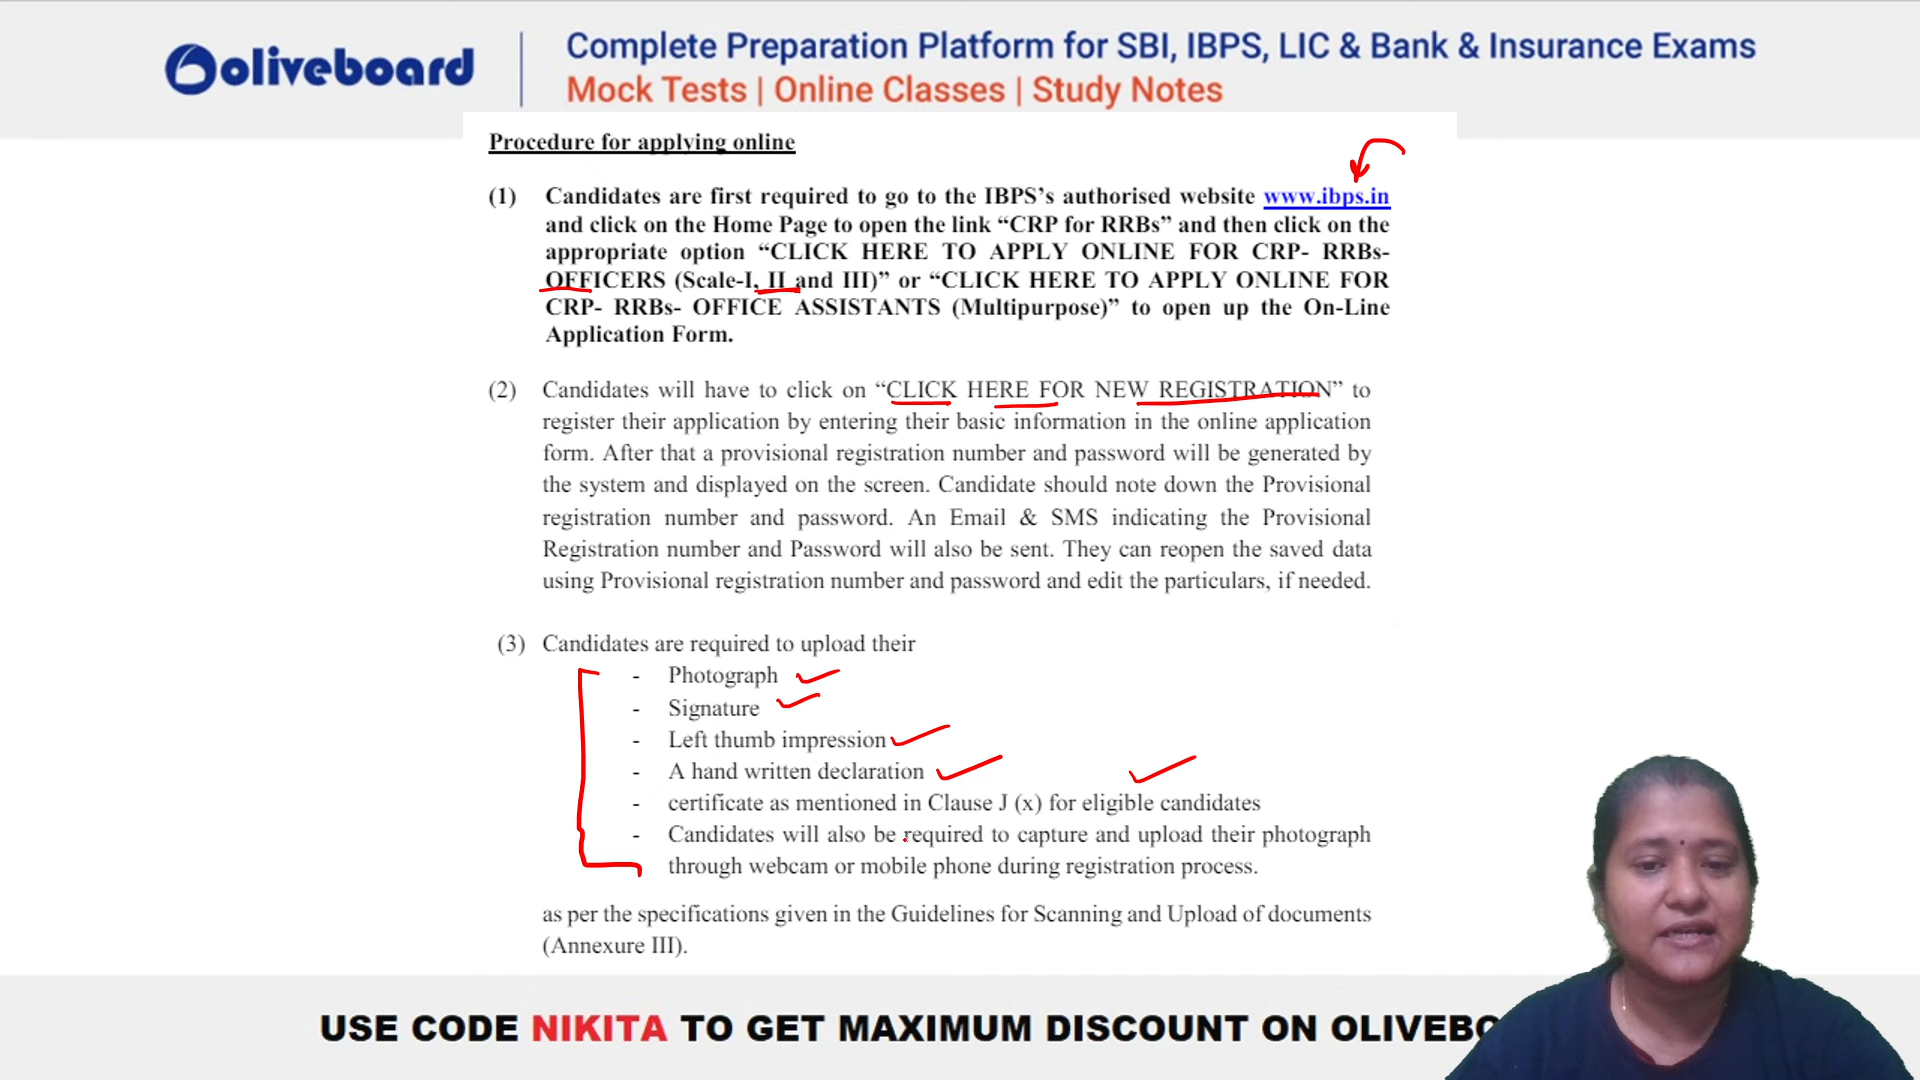 oliveboard
Complete Preparation Platform for SBI, IBPS, LIC & Bank & Insurance Exams
Mock Tests | Online Classes | Study Notes
Procedure for applying online
(1) Candidates are first required to go to the IBPS's authorised website www.ibps.in
and click on the Home Page to open the link “CRP for RRBs” and then click on the
appropriate option “CLICK HERE TO APPLY ONLINE FOR CRP- RRBs-
OFFICERS (Scale-I, II and III)” or “CLICK HERE TO APPLY ONLINE FOR
CRP- RRBs- OFFICE ASSISTANTS (Multipurpose)” to open up the On-Line
Application Form.
(2) Candidates will have to click on “CLICK HERE FOR NEW REGISTRATION” to
register their application by entering their basic information in the online application
form. After that a provisional registration number and password will be generated by
the system and displayed on the screen. Candidate should note down the Provisional
registration number and password. An Email & SMS indicating the Provisional
Registration number and Password will also be sent. They can reopen the saved data
using Provisional registration number and password and edit the particulars, if needed.
(3) Candidates are required to upload their
- Photograph
- Signature
- Left thumb impression
- A hand written declaration
- certificate as mentioned in Clause J (x) for eligible candidates
- Candidates will also be required to capture and upload their photograph
through webcam or mobile phone during registration process.
as per the specifications given in the Guidelines for Scanning and Upload of documents
(Annexure III).
USE CODE NIKITA TO GET MAXIMUM DISCOUNT ON OLIVEBO